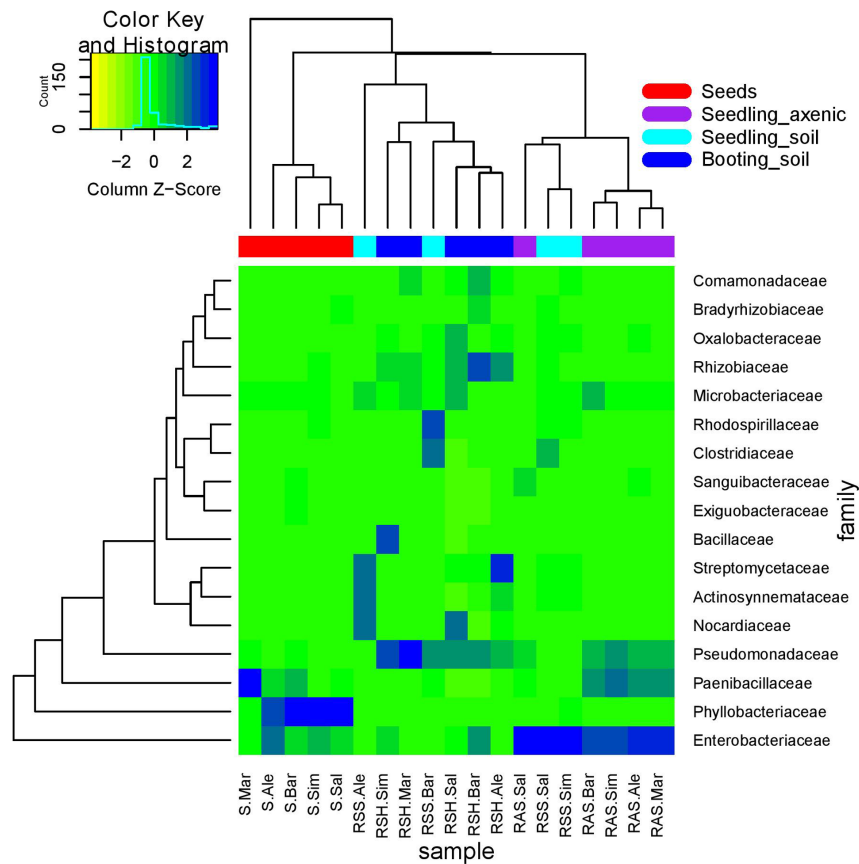 Color Key
and Histogram
Count
0
150
−2
0
2
Column Z−Score
Seeds
Seedling_axenic
Seedling_soil
Booting_soil
Comamonadaceae
Bradyrhizobiaceae
Oxalobacteraceae
Rhizobiaceae
Microbacteriaceae
Rhodospirillaceae
Clostridiaceae
Sanguibacteraceae
Exiguobacteraceae
Bacillaceae
Streptomycetaceae
Actinosynnemataceae
Nocardiaceae
Pseudomonadaceae
Paenibacillaceae
Phyllobacteriaceae
Enterobacteriaceae
family
S.Mar
S.Ale
S.Bar
S.Sim
S.Sal
RSS.Ale
RSH.Sim
RSH.Mar
RSS.Bar
RSH.Sal
RSH.Bar
RSH.Ale
RAS.Sal
RSS.Sal
RSS.Sim
RAS.Bar
RAS.Sim
RAS.Ale
RAS.Mar
sample